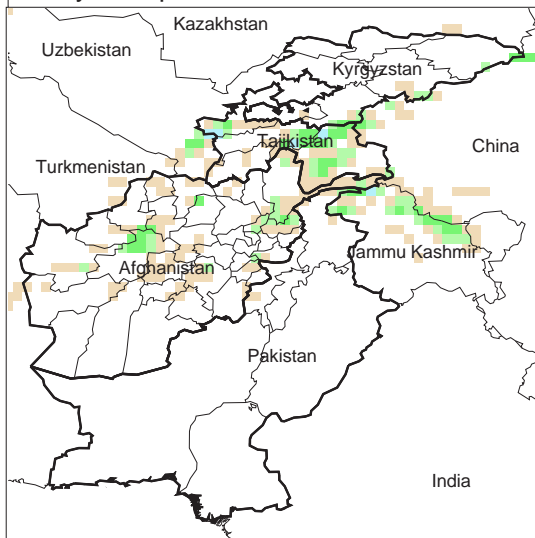 Kazakhstan
Uzbekistan
Kyrgyzstan
Tajikistan
China
Turkmenistan
Jammu Kashmir
Afghanistan
Pakistan
India